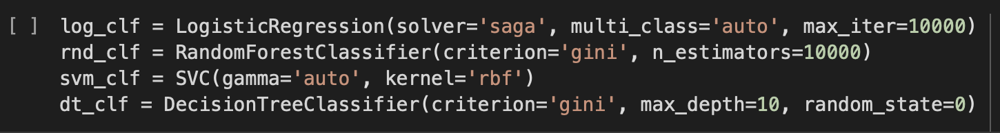 [ ] log_clf = LogisticRegression(solver='saga', multi_class='auto', max_iter=10000)
rnd_clf = RandomForestClassifier(criterion='gini', n_estimators=10000)
svm_clf = SVC(gamma='auto', kernel='rbf')
dt_clf = DecisionTreeClassifier(criterion='gini', max_depth=10, random_state=0)